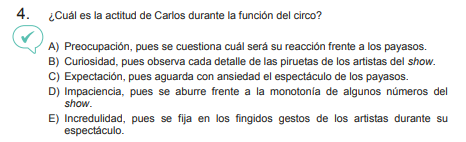 4. ¿Cuál es la actitud de Carlos durante la función del circo?
A) Preocupación, pues se cuestiona cuál será su reacción frente a los payasos.
B) Curiosidad, pues observa cada detalle de las piruetas de los artistas del show.
C) Expectación, pues aguarda con ansiedad el espectáculo de los payasos.
D) Impaciencia, pues se aburre frente a la monotonía de algunos números del
show.
E) Incredulidad, pues se fija en los fingidos gestos de los artistas durante su
espectáculo.